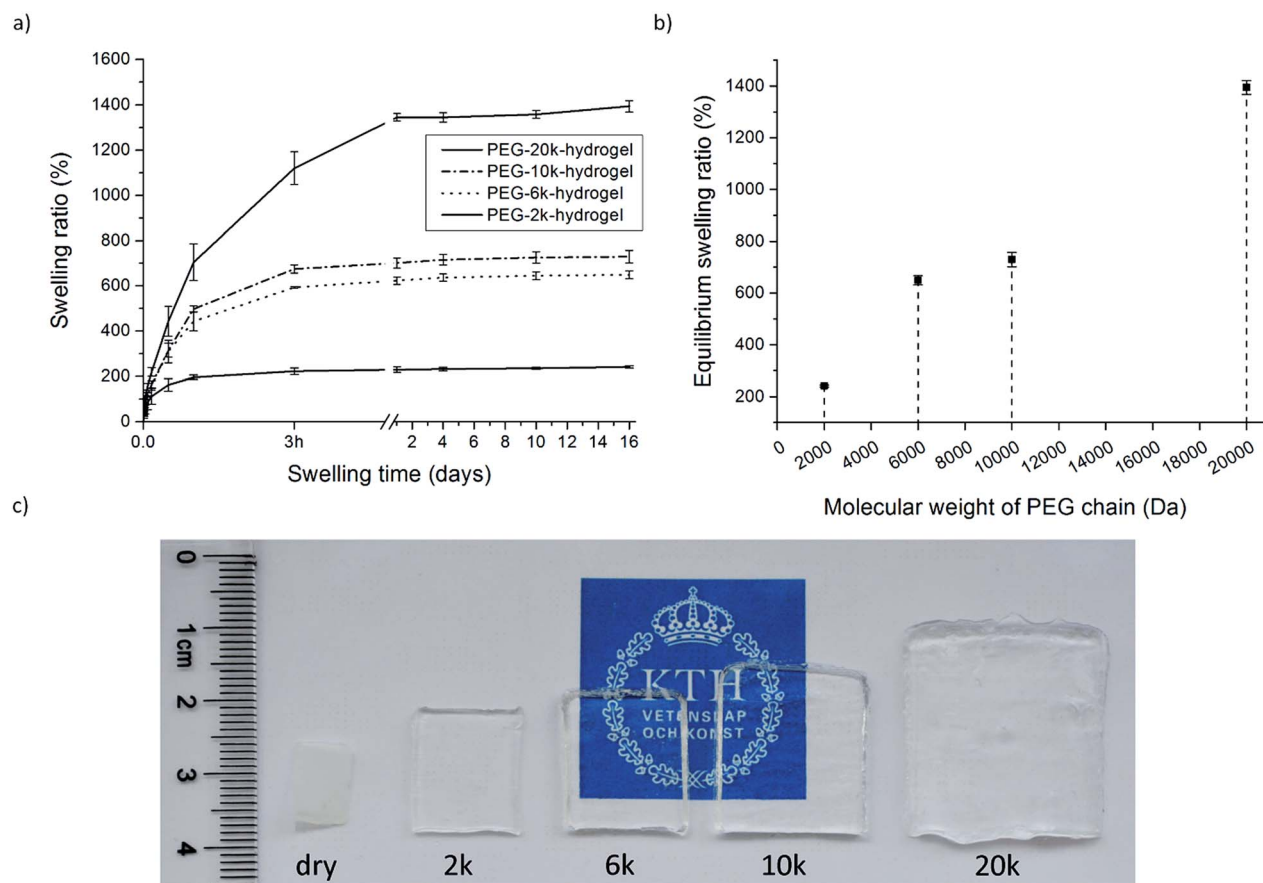 a)
1600
1400
1200
1000
800
600
400
200
0
Swelling ratio (%)
PEG-20k-hydrogel
PEG-10k-hydrogel
PEG-6k-hydrogel
PEG-2k-hydrogel
0.0 3h 2 4 6 8 10 12 14 16
Swelling time (days)
b)
1400
1200
1000
800
600
400
200
Equilibrium swelling ratio (%)
0 2000 4000 6000 8000 10000 12000 14000 16000 18000 20000
Molecular weight of PEG chain (Da)
c)
0
1cm
2
3
4
KTH
VETENSKAP
OCH KONST
dry 2k 6k 10k 20k